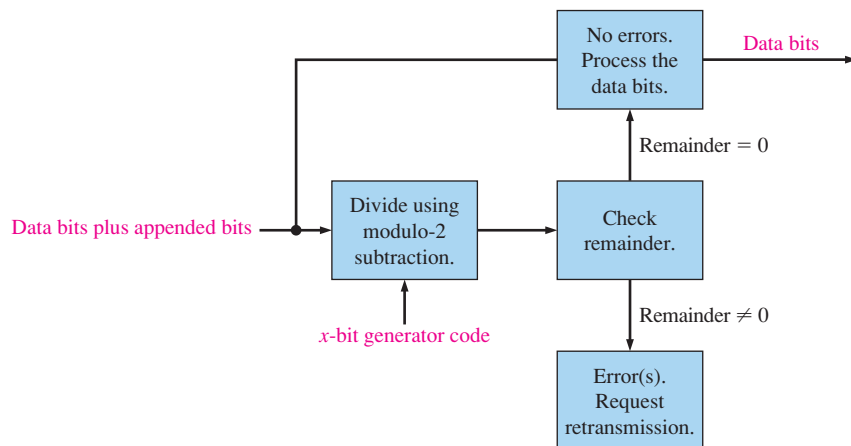 No errors.
Process the
data bits.
Data bits
Remainder = 0
Data bits plus appended bits
Divide using
modulo-2
subtraction.
Check
remainder.
x-bit generator code
Remainder ≠ 0
Error(s).
Request
retransmission.